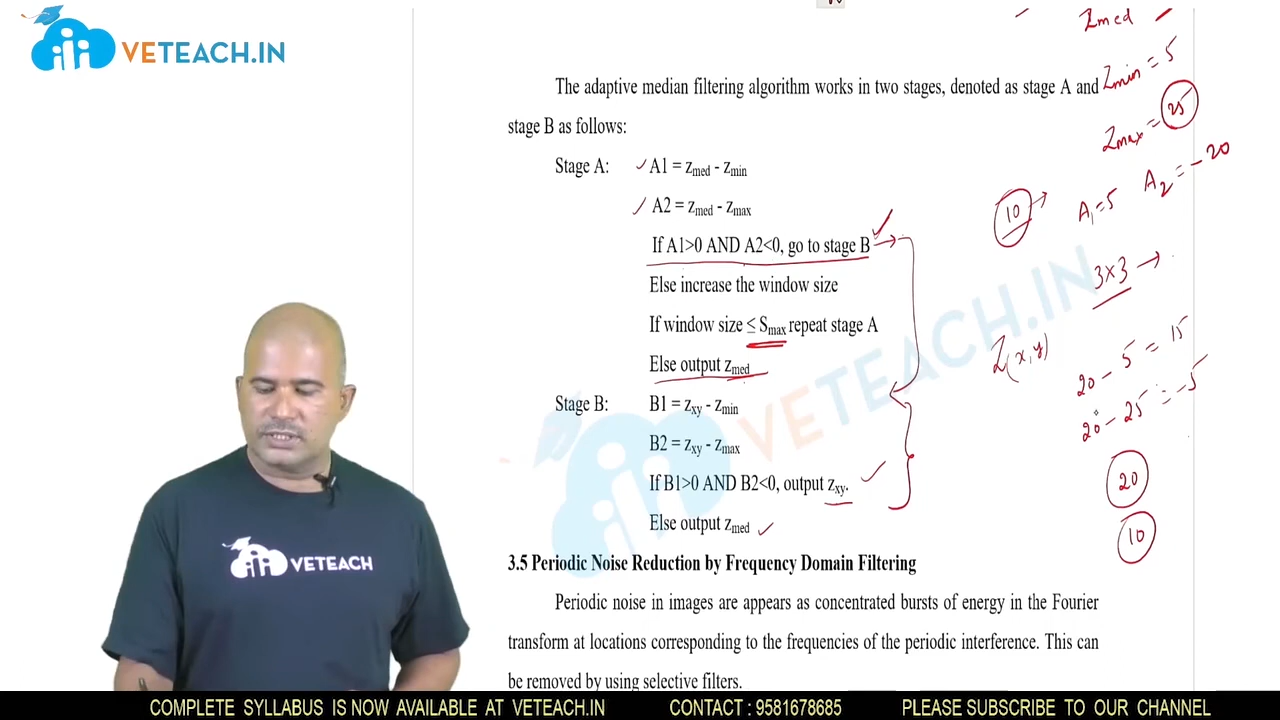 VETEACH.IN
Zmed
The adaptive median filtering algorithm works in two stages, denoted as stage A and
Zmin = 5
stage B as follows:
Zmax = 25
Stage A: A1 = zmed - zmin
A2 = zmed - zmax
10 → A1=5 A2=-20
If A1>0 AND A2<0, go to stage B
Else increase the window size
3×3 →
If window size ≤ Smax repeat stage A
Z(x,y)
Else output zmed
20 - 5 = 15
Stage B: B1 = zxy - zmin
20 - 25 = -5
B2 = zxy - zmax
If B1>0 AND B2<0, output zxy.
20
Else output zmed
10
3.5 Periodic Noise Reduction by Frequency Domain Filtering
Periodic noise in images are appears as concentrated bursts of energy in the Fourier
transform at locations corresponding to the frequencies of the periodic interference. This can
be removed by using selective filters.
VETEACH.IN
VETEACH
COMPLETE SYLLABUS IS NOW AVAILABLE AT VETEACH.IN CONTACT : 9581678685 PLEASE SUBSCRIBE TO OUR CHANNEL